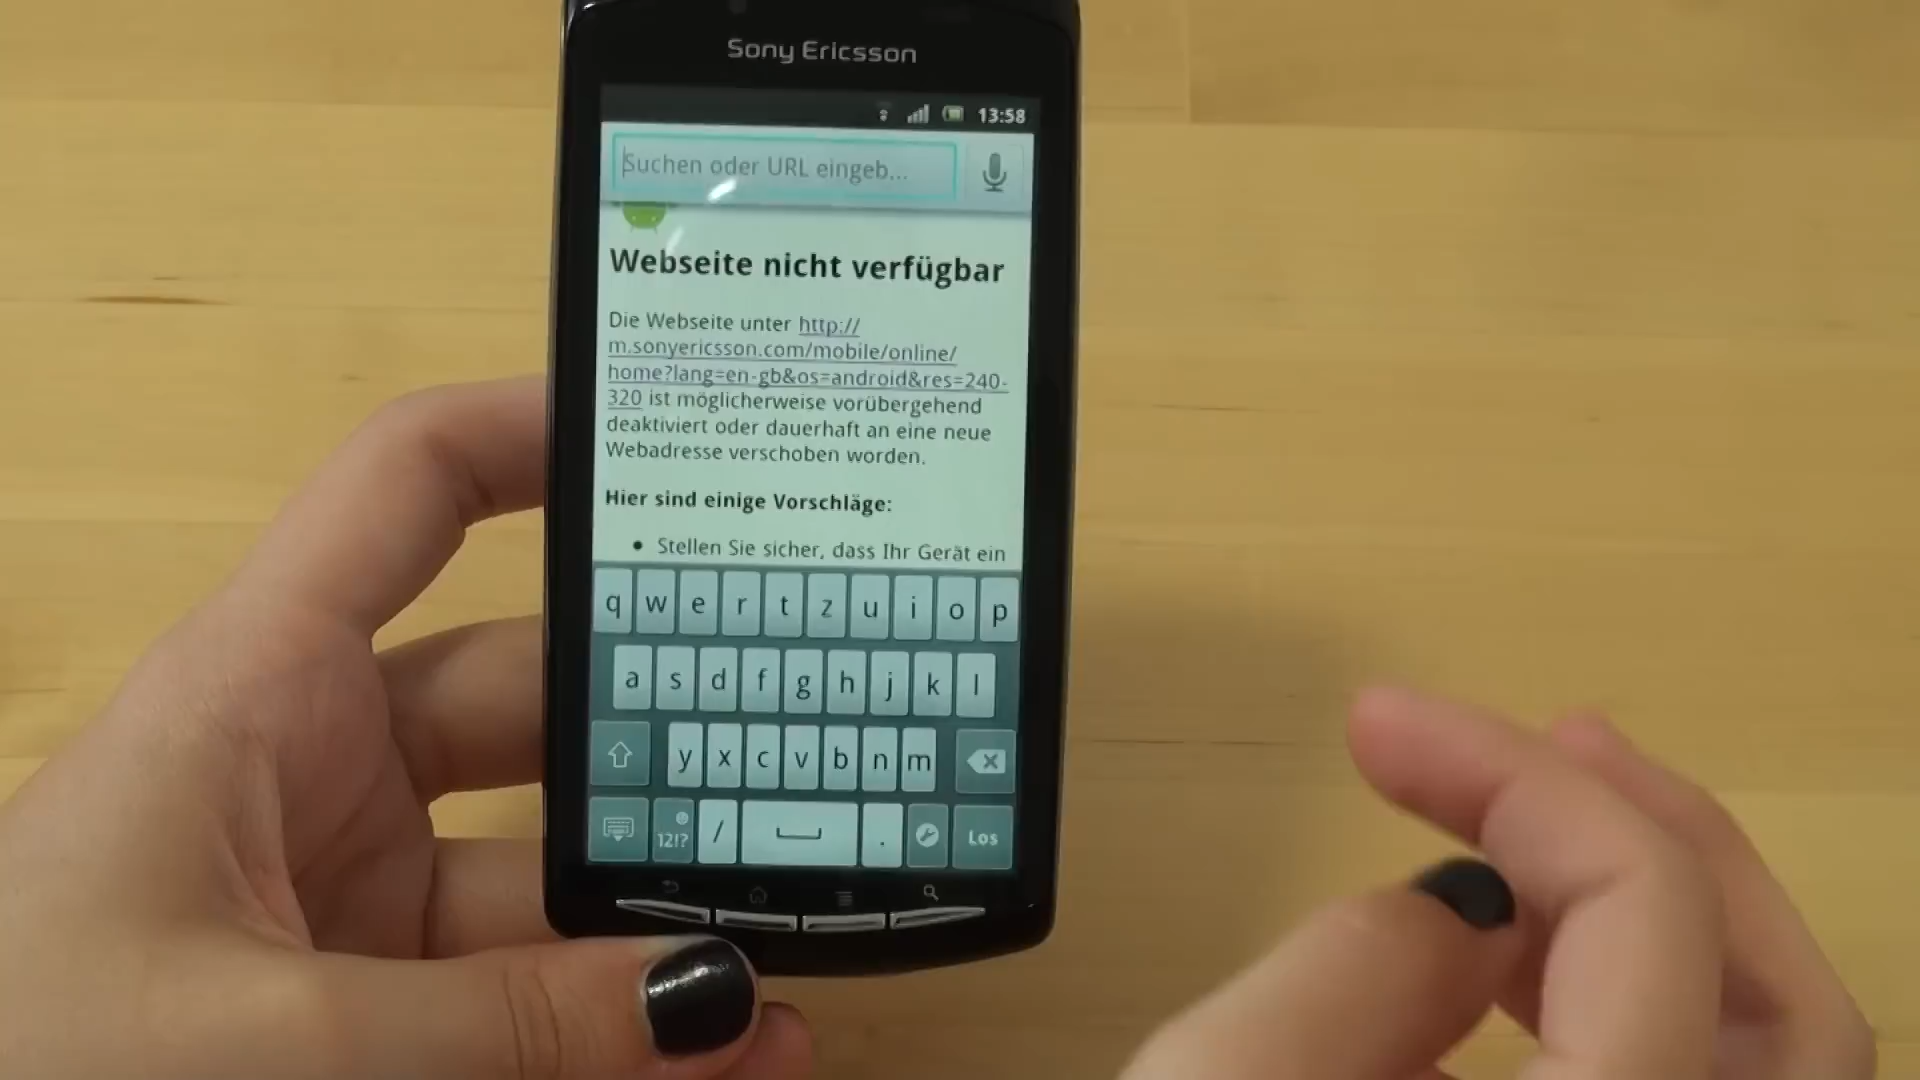 Sony Ericsson
13:58
Suchen oder URL eingeb...
Webseite nicht verfügbar
Die Webseite unter http://
m.sonyericsson.com/mobile/online/
home?lang=en-gb&os=android&res=240-
320 ist möglicherweise vorübergehend
deaktiviert oder dauerhaft an eine neue
Webadresse verschoben worden.
Hier sind einige Vorschläge:
• Stellen Sie sicher, dass Ihr Gerät ein
q w e r t z u i o p
a s d f g h j k l
y x c v b n m
12!? / . Los